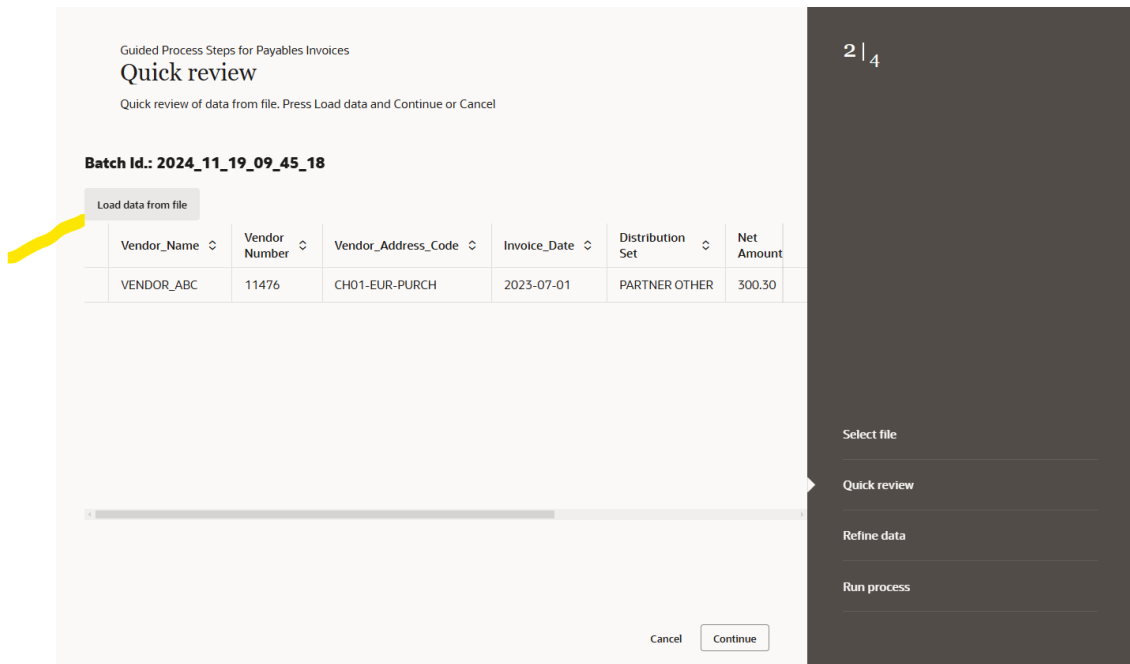 Guided Process Steps for Payables Invoices
Quick review
Quick review of data from file. Press Load data and Continue or Cancel
2|4
Batch Id.: 2024_11_19_09_45_18
Load data from file
Vendor_Name Vendor Number Vendor_Address_Code Invoice_Date Distribution Set Net Amount
VENDOR_ABC 11476 CH01-EUR-PURCH 2023-07-01 PARTNER OTHER 300.30
Select file
Quick review
Refine data
Run process
Cancel Continue